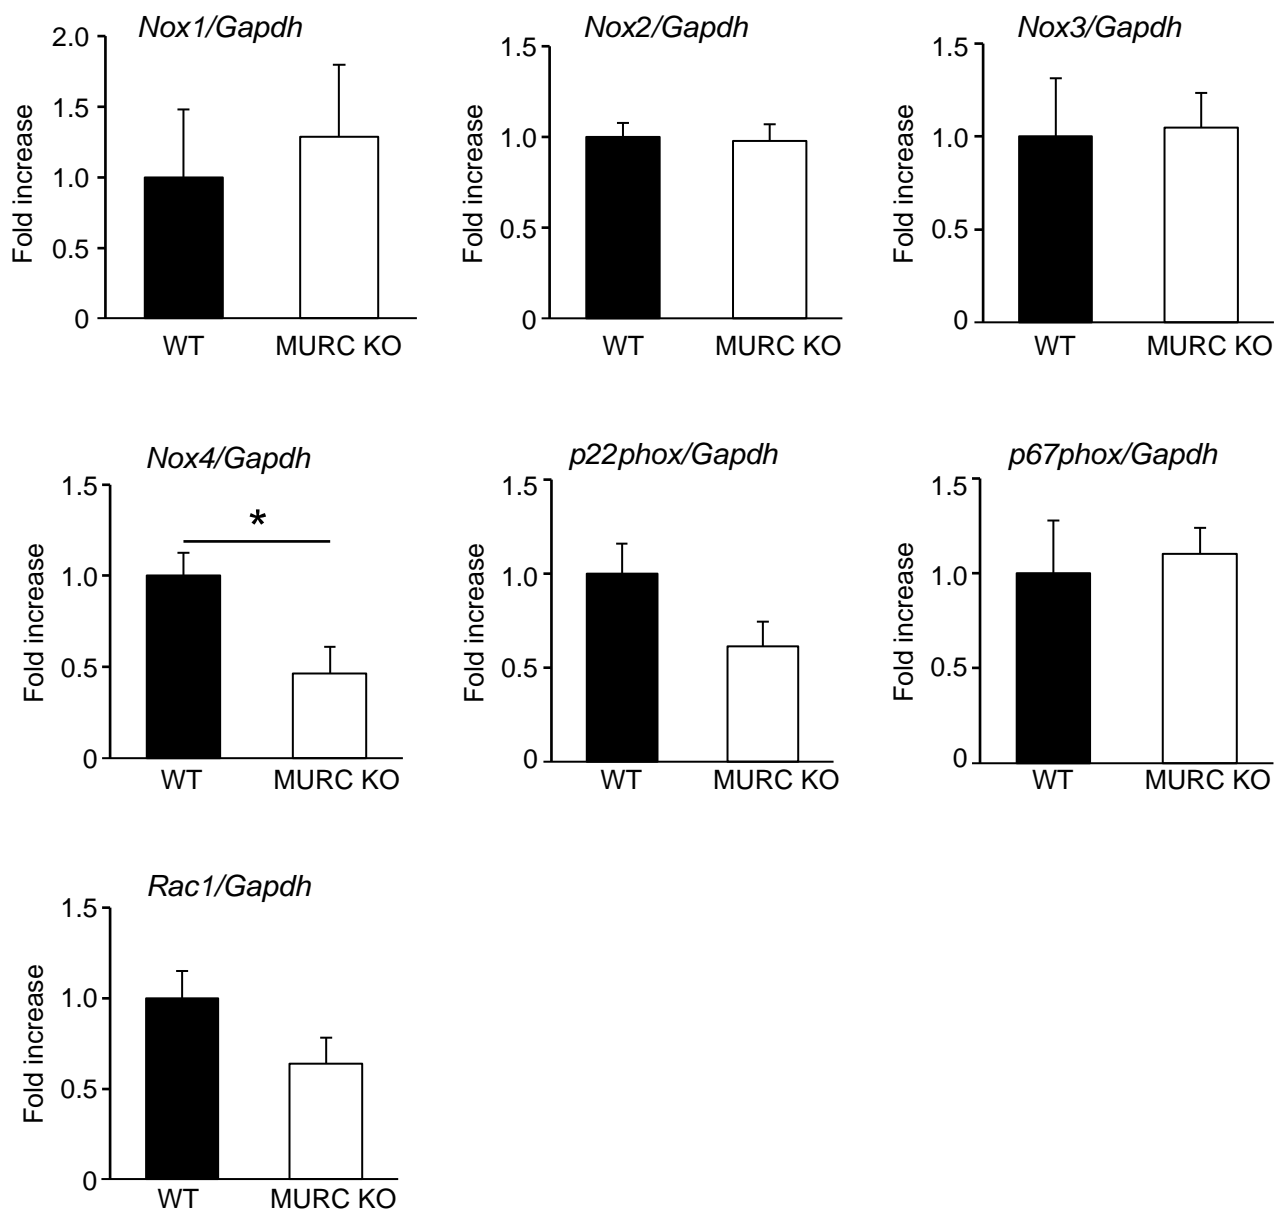 Nox1/Gapdh
2.0
1.5
1.0
0.5
0
Fold increase
WT MURC KO
Nox2/Gapdh
1.5
1.0
0.5
0
Fold increase
WT MURC KO
Nox3/Gapdh
1.5
1.0
0.5
0
Fold increase
WT MURC KO
Nox4/Gapdh
1.5
*
1.0
0.5
0
Fold increase
WT MURC KO
p22phox/Gapdh
1.5
1.0
0.5
0
Fold increase
WT MURC KO
p67phox/Gapdh
1.5
1.0
0.5
0
Fold increase
WT MURC KO
Rac1/Gapdh
1.5
1.0
0.5
0
Fold increase
WT MURC KO